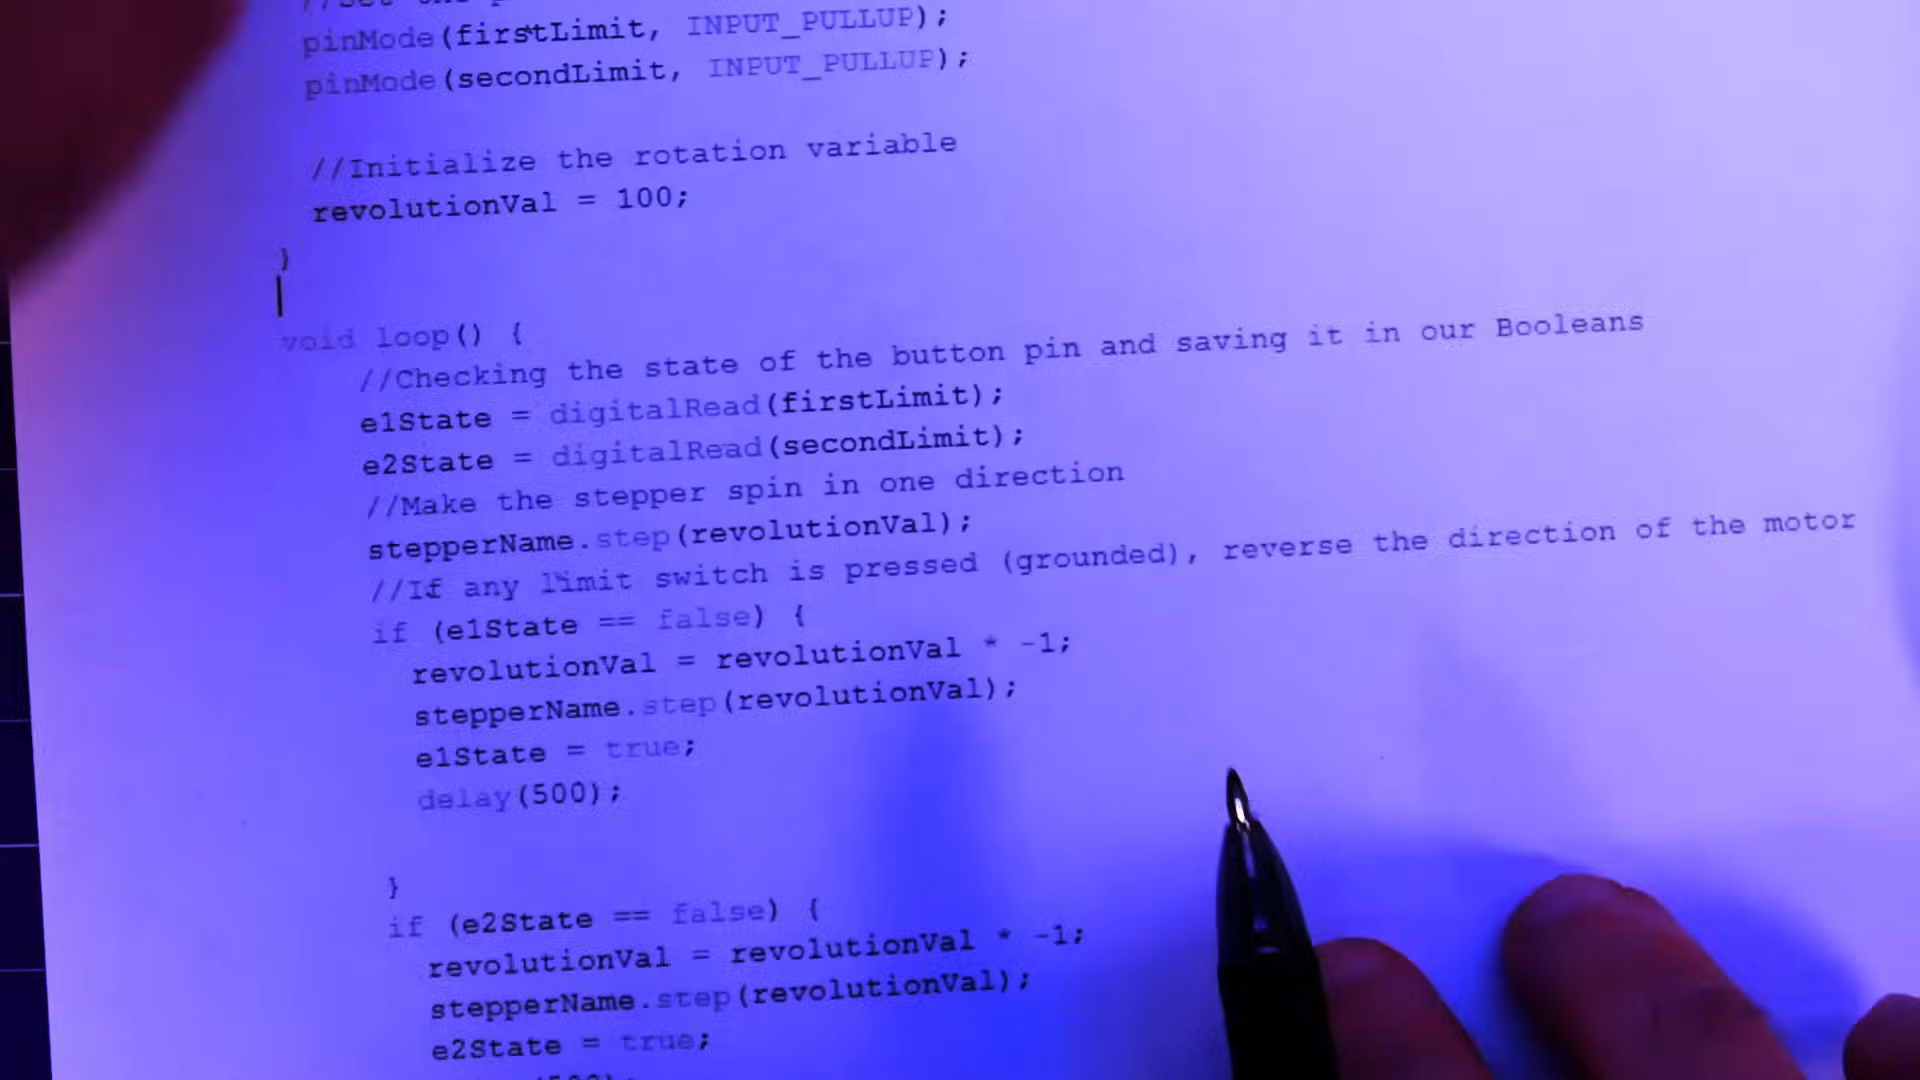 pinMode(firstLimit, INPUT_PULLUP);
pinMode(secondLimit, INPUT_PULLUP);
//Initialize the rotation variable
revolutionVal = 100;
}
void loop() {
//Checking the state of the button pin and saving it in our Booleans
e1State = digitalRead(firstLimit);
e2State = digitalRead(secondLimit);
//Make the stepper spin in one direction
stepperName.step(revolutionVal);
//If any limit switch is pressed (grounded), reverse the direction of the motor
if (e1State == false) {
revolutionVal = revolutionVal * -1;
stepperName.step(revolutionVal);
e1State = true;
delay(500);
}
if (e2State == false) {
revolutionVal = revolutionVal * -1;
stepperName.step(revolutionVal);
e2State = true;